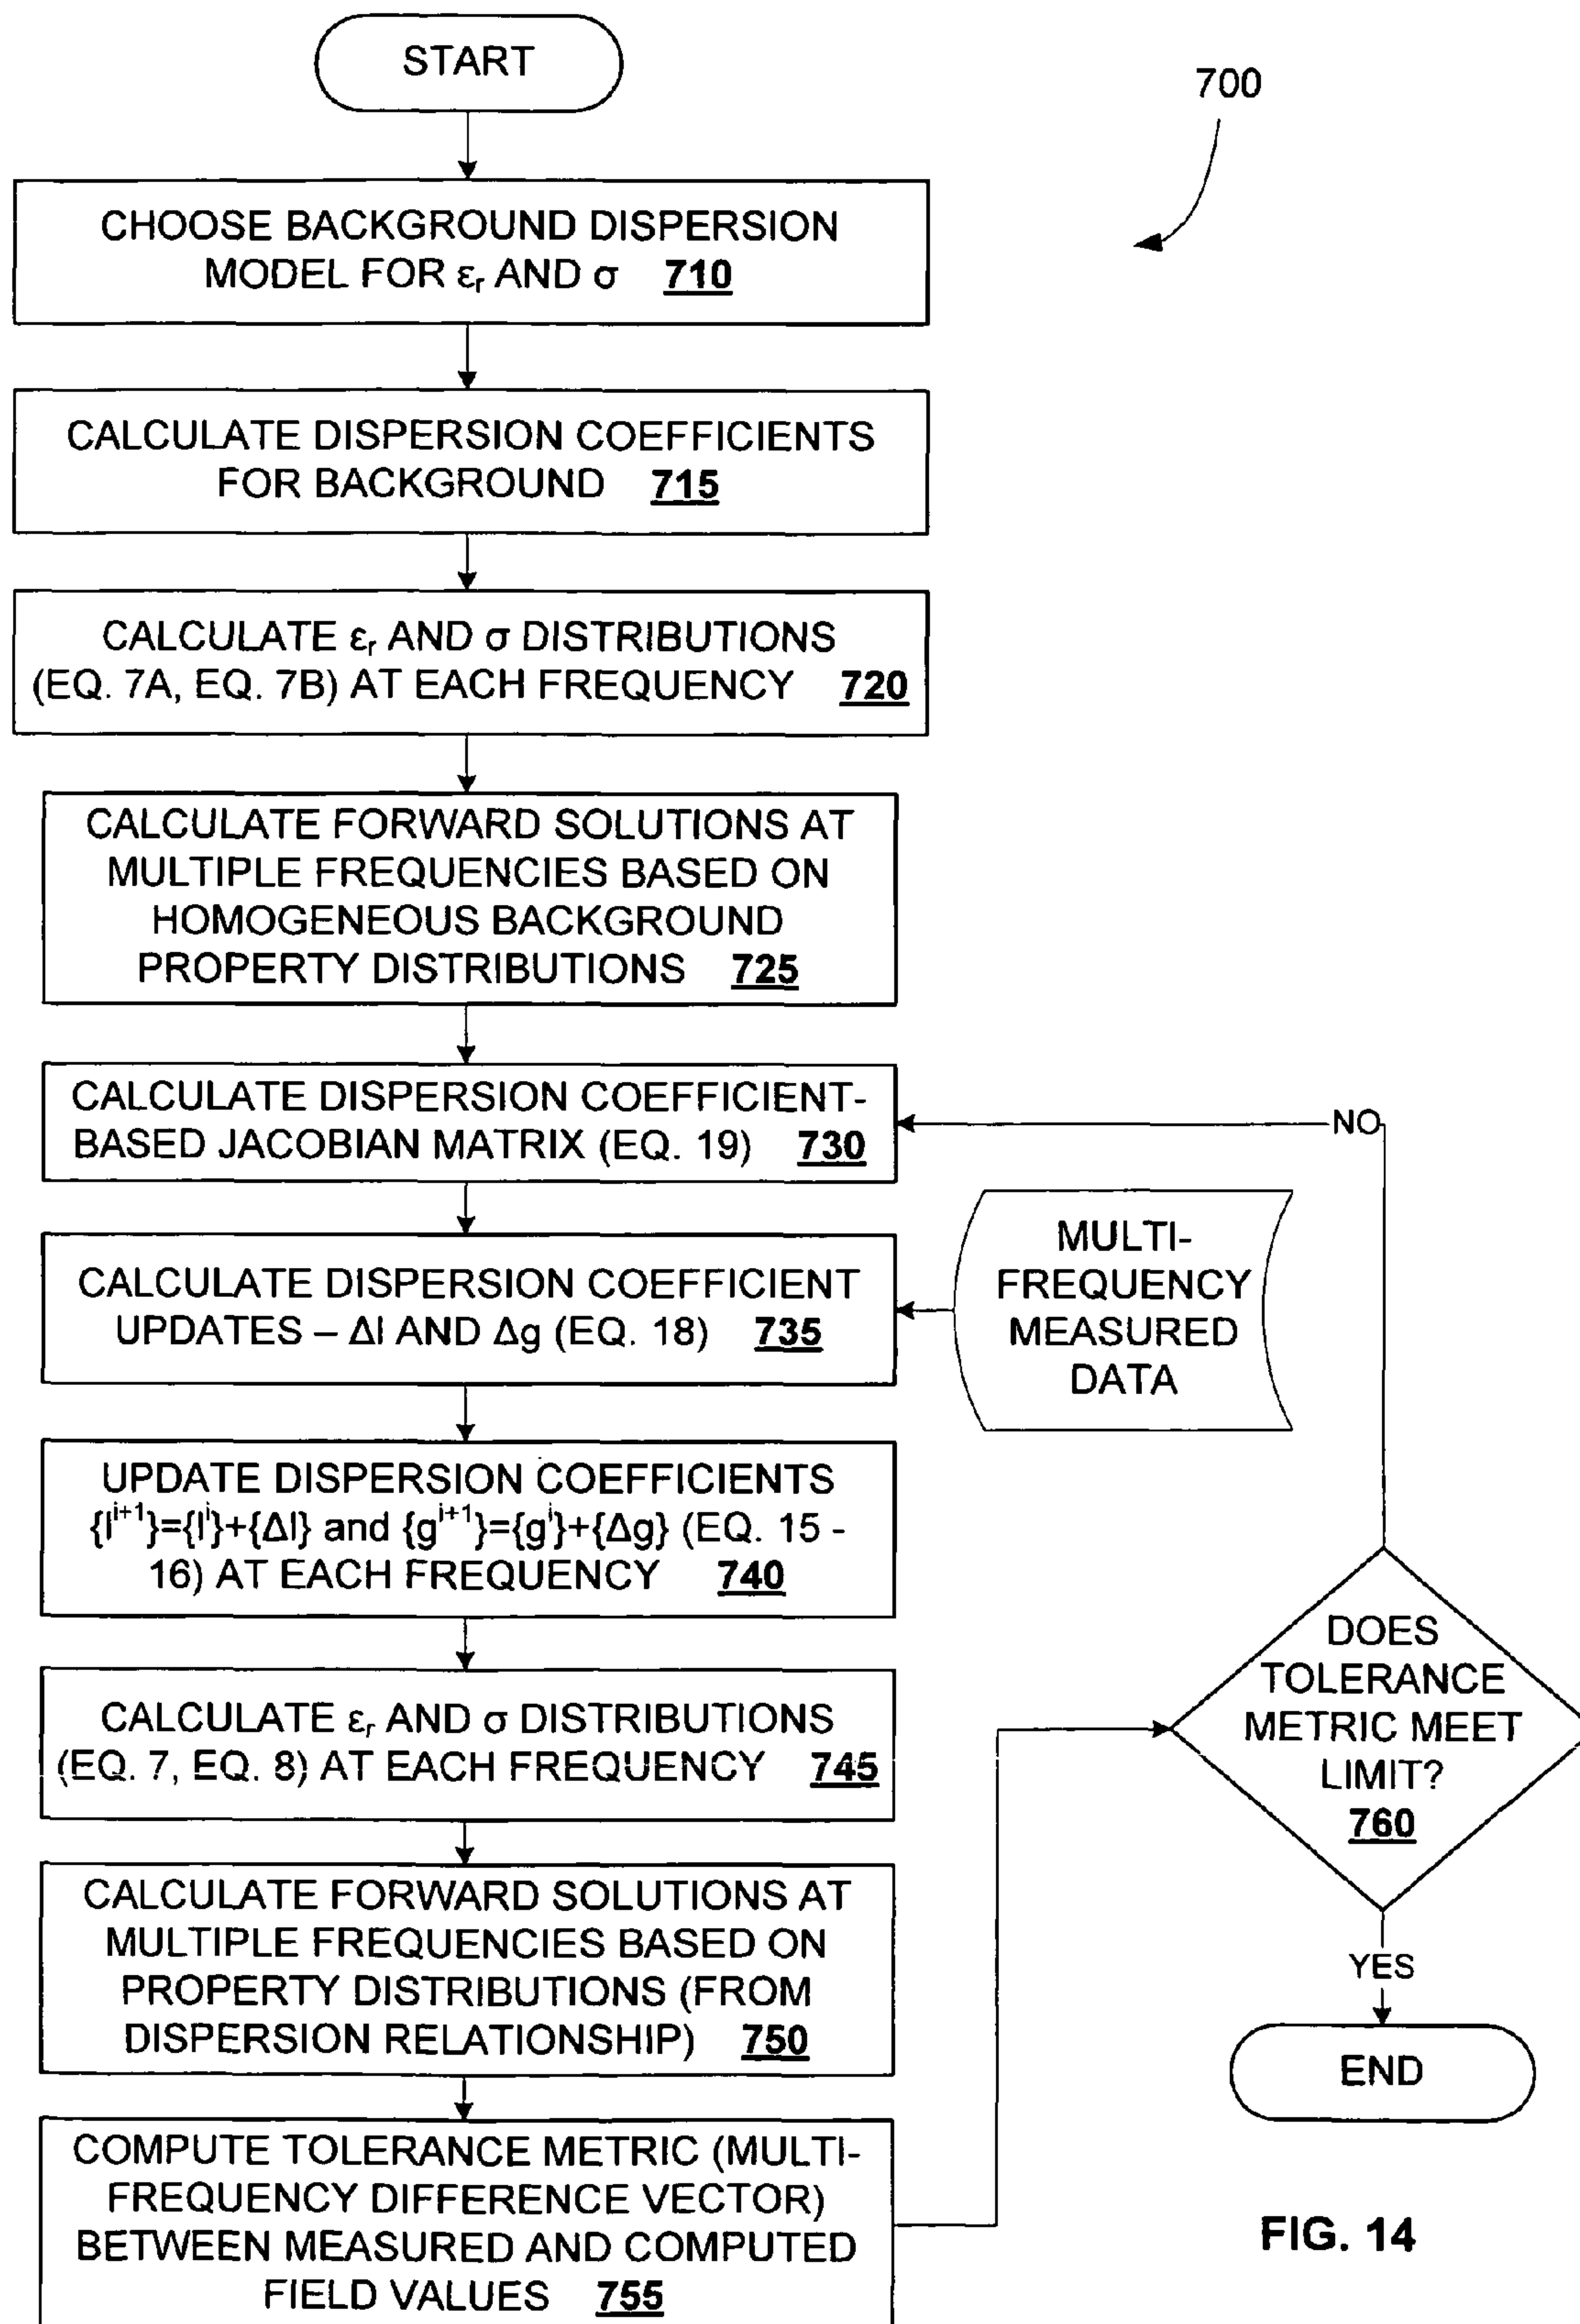 START
700
CHOOSE BACKGROUND DISPERSION
MODEL FOR εr AND σ 710
CALCULATE DISPERSION COEFFICIENTS
FOR BACKGROUND 715
CALCULATE εr AND σ DISTRIBUTIONS
(EQ. 7A, EQ. 7B) AT EACH FREQUENCY 720
CALCULATE FORWARD SOLUTIONS AT
MULTIPLE FREQUENCIES BASED ON
HOMOGENEOUS BACKGROUND
PROPERTY DISTRIBUTIONS 725
CALCULATE DISPERSION COEFFICIENT-
BASED JACOBIAN MATRIX (EQ. 19) 730
NO
CALCULATE DISPERSION COEFFICIENT
UPDATES – Δl AND Δg (EQ. 18) 735
MULTI-
FREQUENCY
MEASURED
DATA
UPDATE DISPERSION COEFFICIENTS
{l^{i+1}}={l^{i}}+{Δl} and {g^{i+1}}={g^{i}}+{Δg} (EQ. 15 -
16) AT EACH FREQUENCY 740
CALCULATE εr AND σ DISTRIBUTIONS
(EQ. 7, EQ. 8) AT EACH FREQUENCY 745
CALCULATE FORWARD SOLUTIONS AT
MULTIPLE FREQUENCIES BASED ON
PROPERTY DISTRIBUTIONS (FROM
DISPERSION RELATIONSHIP) 750
COMPUTE TOLERANCE METRIC (MULTI-
FREQUENCY DIFFERENCE VECTOR)
BETWEEN MEASURED AND COMPUTED
FIELD VALUES 755
DOES
TOLERANCE
METRIC MEET
LIMIT?
760
YES
END
FIG. 14